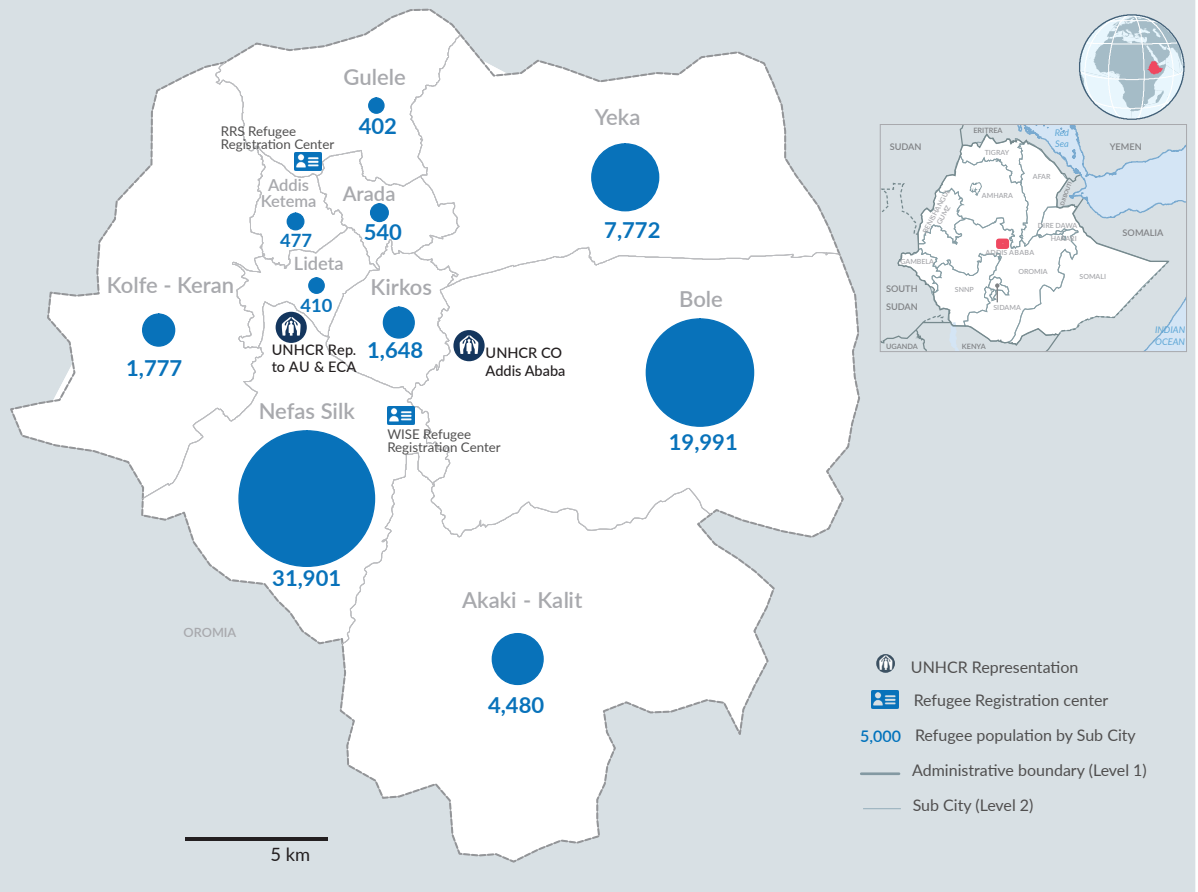 Gulele
402
RRS Refugee
Registration Center
Addis
Ketema
477
Arada
540
Yeka
7,772
Lideta
410
Kolfe - Keran
1,777
Kirkos
1,648
UNHCR Rep.
to AU & ECA
UNHCR CO
Addis Ababa
Bole
19,991
Nefas Silk
31,901
WISE Refugee
Registration Center
Akaki - Kalit
4,480
OROMIA
5 km
ERITREA
Red
Sea
SUDAN
YEMEN
TIGRAY
AFAR
AMHARA
DIRE DAWA
HARARI
SOMALIA
ADDIS ABABA
GAMBELA
OROMIA
SOMALI
SOUTH
SUDAN
SNNP
SIDAMA
INDIAN
OCEAN
UGANDA
KENYA
UNHCR Representation
Refugee Registration center
5,000 Refugee population by Sub City
Administrative boundary (Level 1)
Sub City (Level 2)